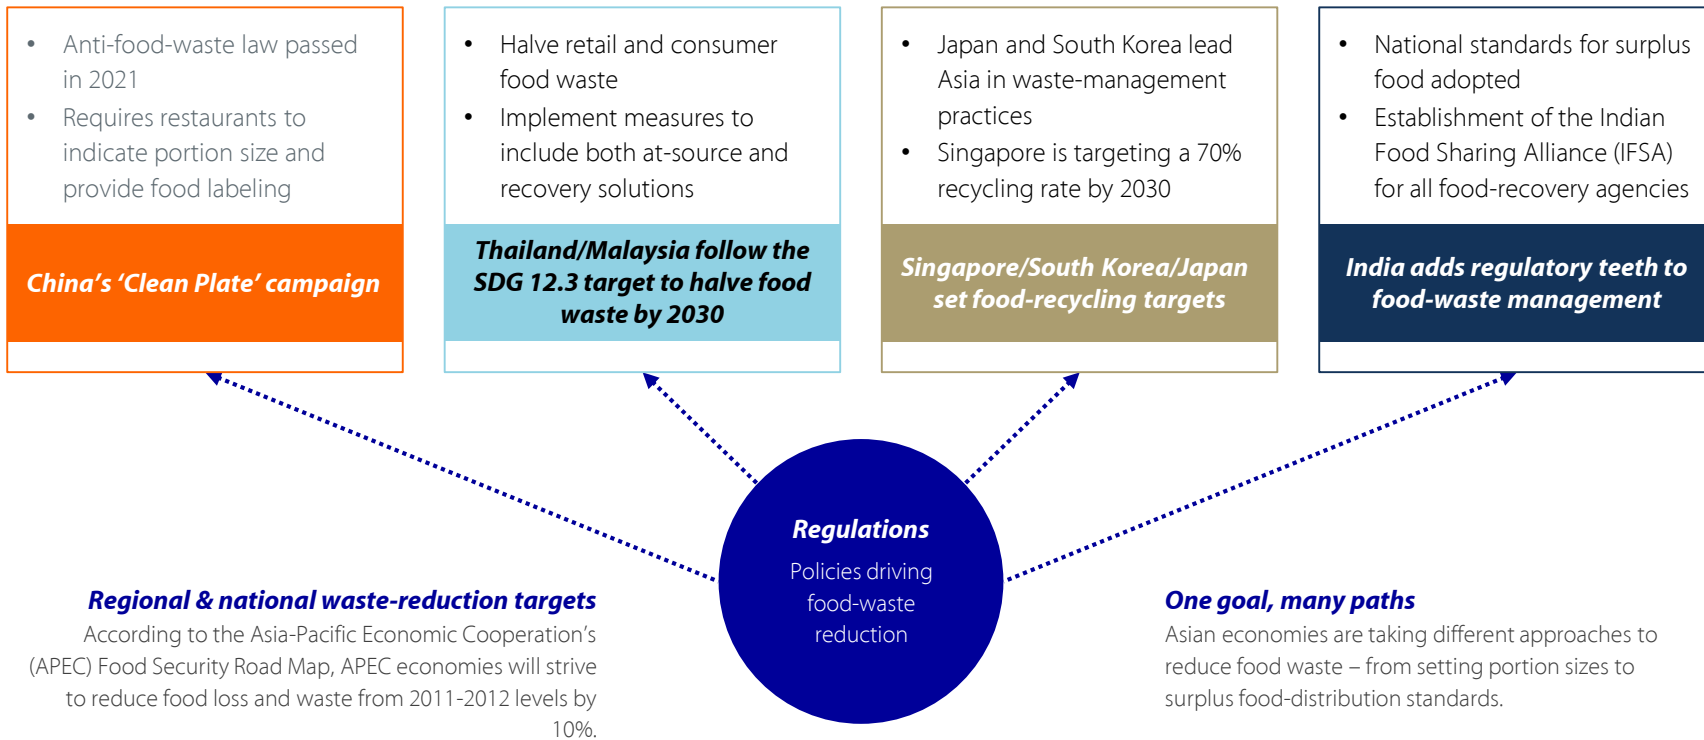 • Anti-food-waste law passed
in 2021
• Requires restaurants to
indicate portion size and
provide food labeling
China’s ‘Clean Plate’ campaign
• Halve retail and consumer
food waste
• Implement measures to
include both at-source and
recovery solutions
Thailand/Malaysia follow the
SDG 12.3 target to halve food
waste by 2030
• Japan and South Korea lead
Asia in waste-management
practices
• Singapore is targeting a 70%
recycling rate by 2030
Singapore/South Korea/Japan
set food-recycling targets
• National standards for surplus
food adopted
• Establishment of the Indian
Food Sharing Alliance (IFSA)
for all food-recovery agencies
India adds regulatory teeth to
food-waste management
Regulations
Policies driving
food-waste
reduction
Regional & national waste-reduction targets
According to the Asia-Pacific Economic Cooperation’s
(APEC) Food Security Road Map, APEC economies will strive
to reduce food loss and waste from 2011-2012 levels by
10%.
One goal, many paths
Asian economies are taking different approaches to
reduce food waste – from setting portion sizes to
surplus food-distribution standards.